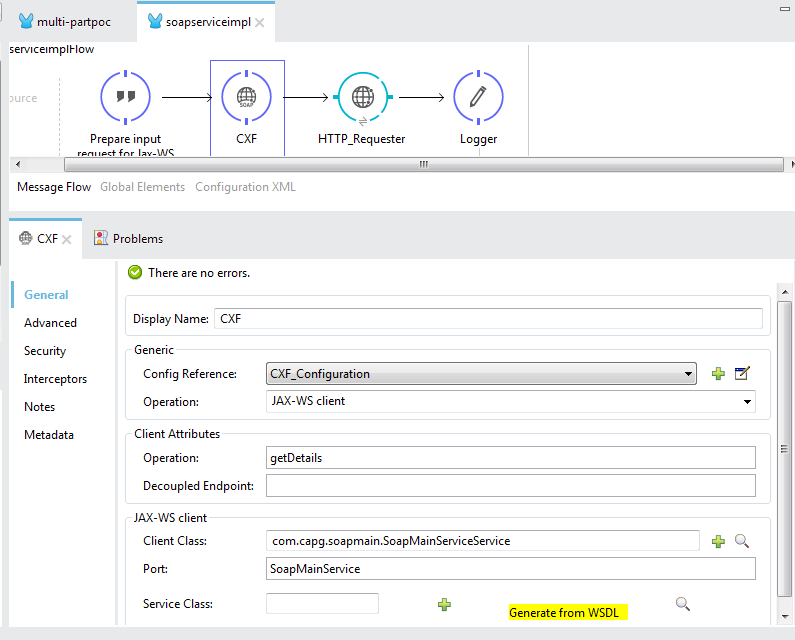 multi-partpoc
soapserviceimpl
serviceimplFlow
ource
SOAP
Prepare input
request for Jax-WS
CXF
HTTP_Requester
Logger
Message Flow Global Elements Configuration XML
CXF
Problems
There are no errors.
General
Advanced
Security
Interceptors
Notes
Metadata
Display Name: CXF
Generic
Config Reference: CXF_Configuration
Operation: JAX-WS client
Client Attributes
Operation: getDetails
Decoupled Endpoint:
JAX-WS client
Client Class: com.capg.soapmain.SoapMainServiceService
Port: SoapMainService
Service Class:
Generate from WSDL